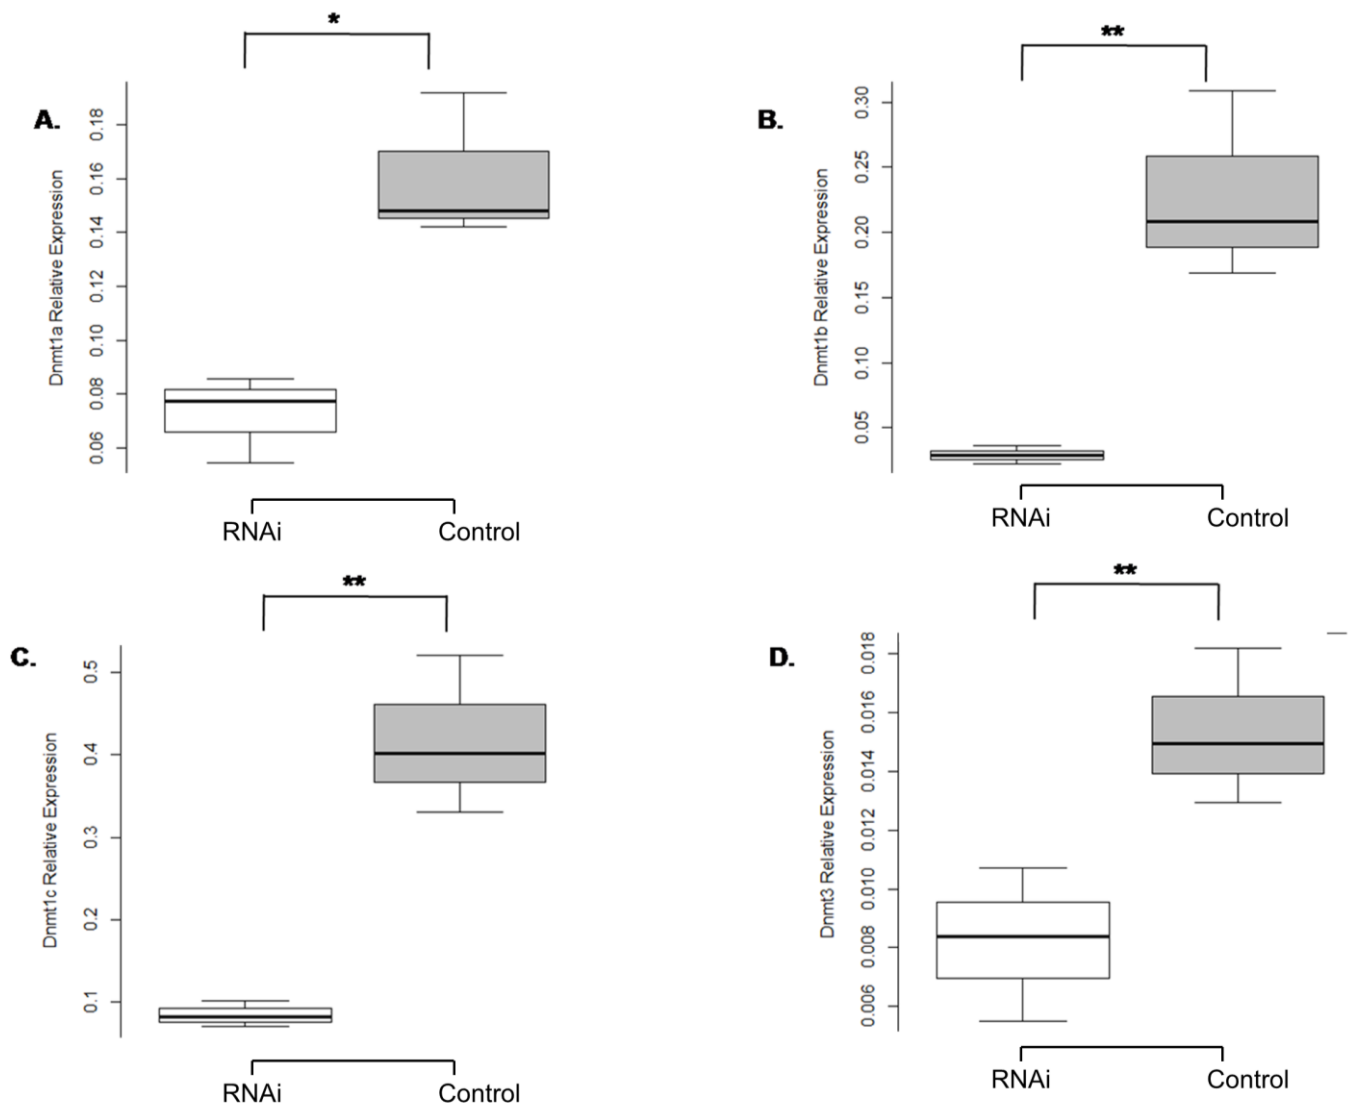 *
A.
Dnmt1a Relative Expression
0.18
0.16
0.14
0.12
0.10
0.08
0.06
RNAi
Control
**
B.
Dnmt1b Relative Expression
0.30
0.25
0.20
0.15
0.10
0.05
RNAi
Control
**
C.
Dnmt1c Relative Expression
0.5
0.4
0.3
0.2
0.1
RNAi
Control
**
D.
Dnmt3 Relative Expression
0.018
0.016
0.014
0.012
0.010
0.008
0.006
RNAi
Control